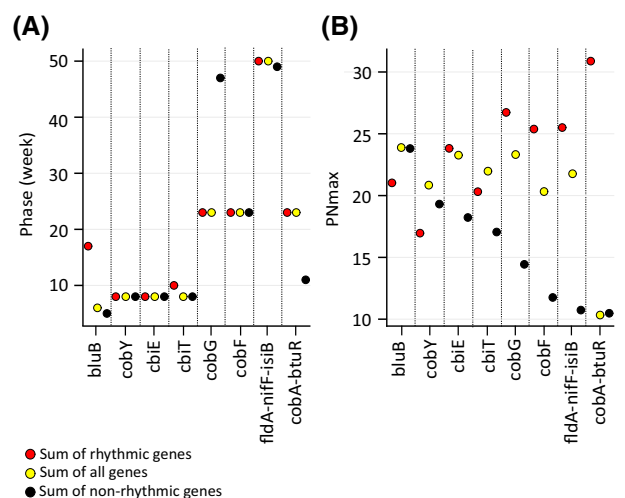 (A)
(B)
50
40
30
20
10
Phase (week)
bluB
cobY
cbiE
cbiT
cobG
cobF
fldA-nifF-isiB
cobA-btuR
30
25
20
15
10
PNmax
bluB
cobY
cbiE
cbiT
cobG
cobF
fldA-nifF-isiB
cobA-btuR
Sum of rhythmic genes
Sum of all genes
Sum of non-rhythmic genes